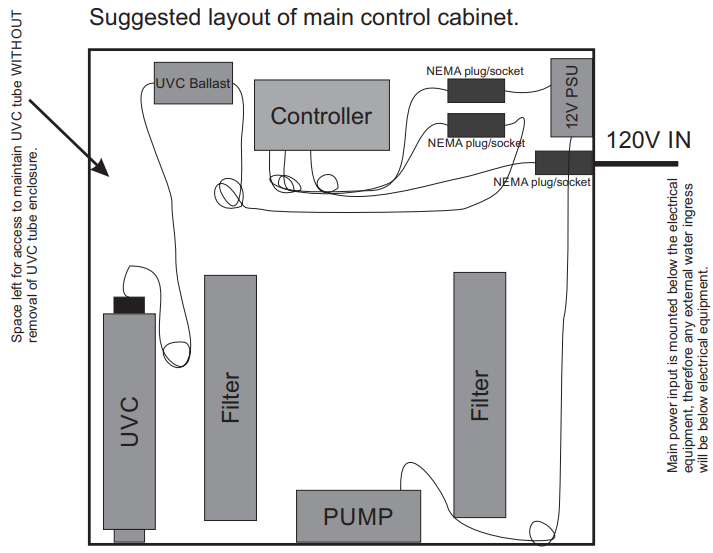 Suggested layout of main control cabinet.
Space left for access to maintain UVC tube WITHOUT
removal of UVC tube enclosure.
UVC Ballast
Controller
NEMA plug/socket
12V PSU
NEMA plug/socket
120V IN
NEMA plug/socket
Main power input is mounted below the electrical
equipment, therefore any external water ingress
will be below electrical equipment.
UVC
Filter
Filter
PUMP